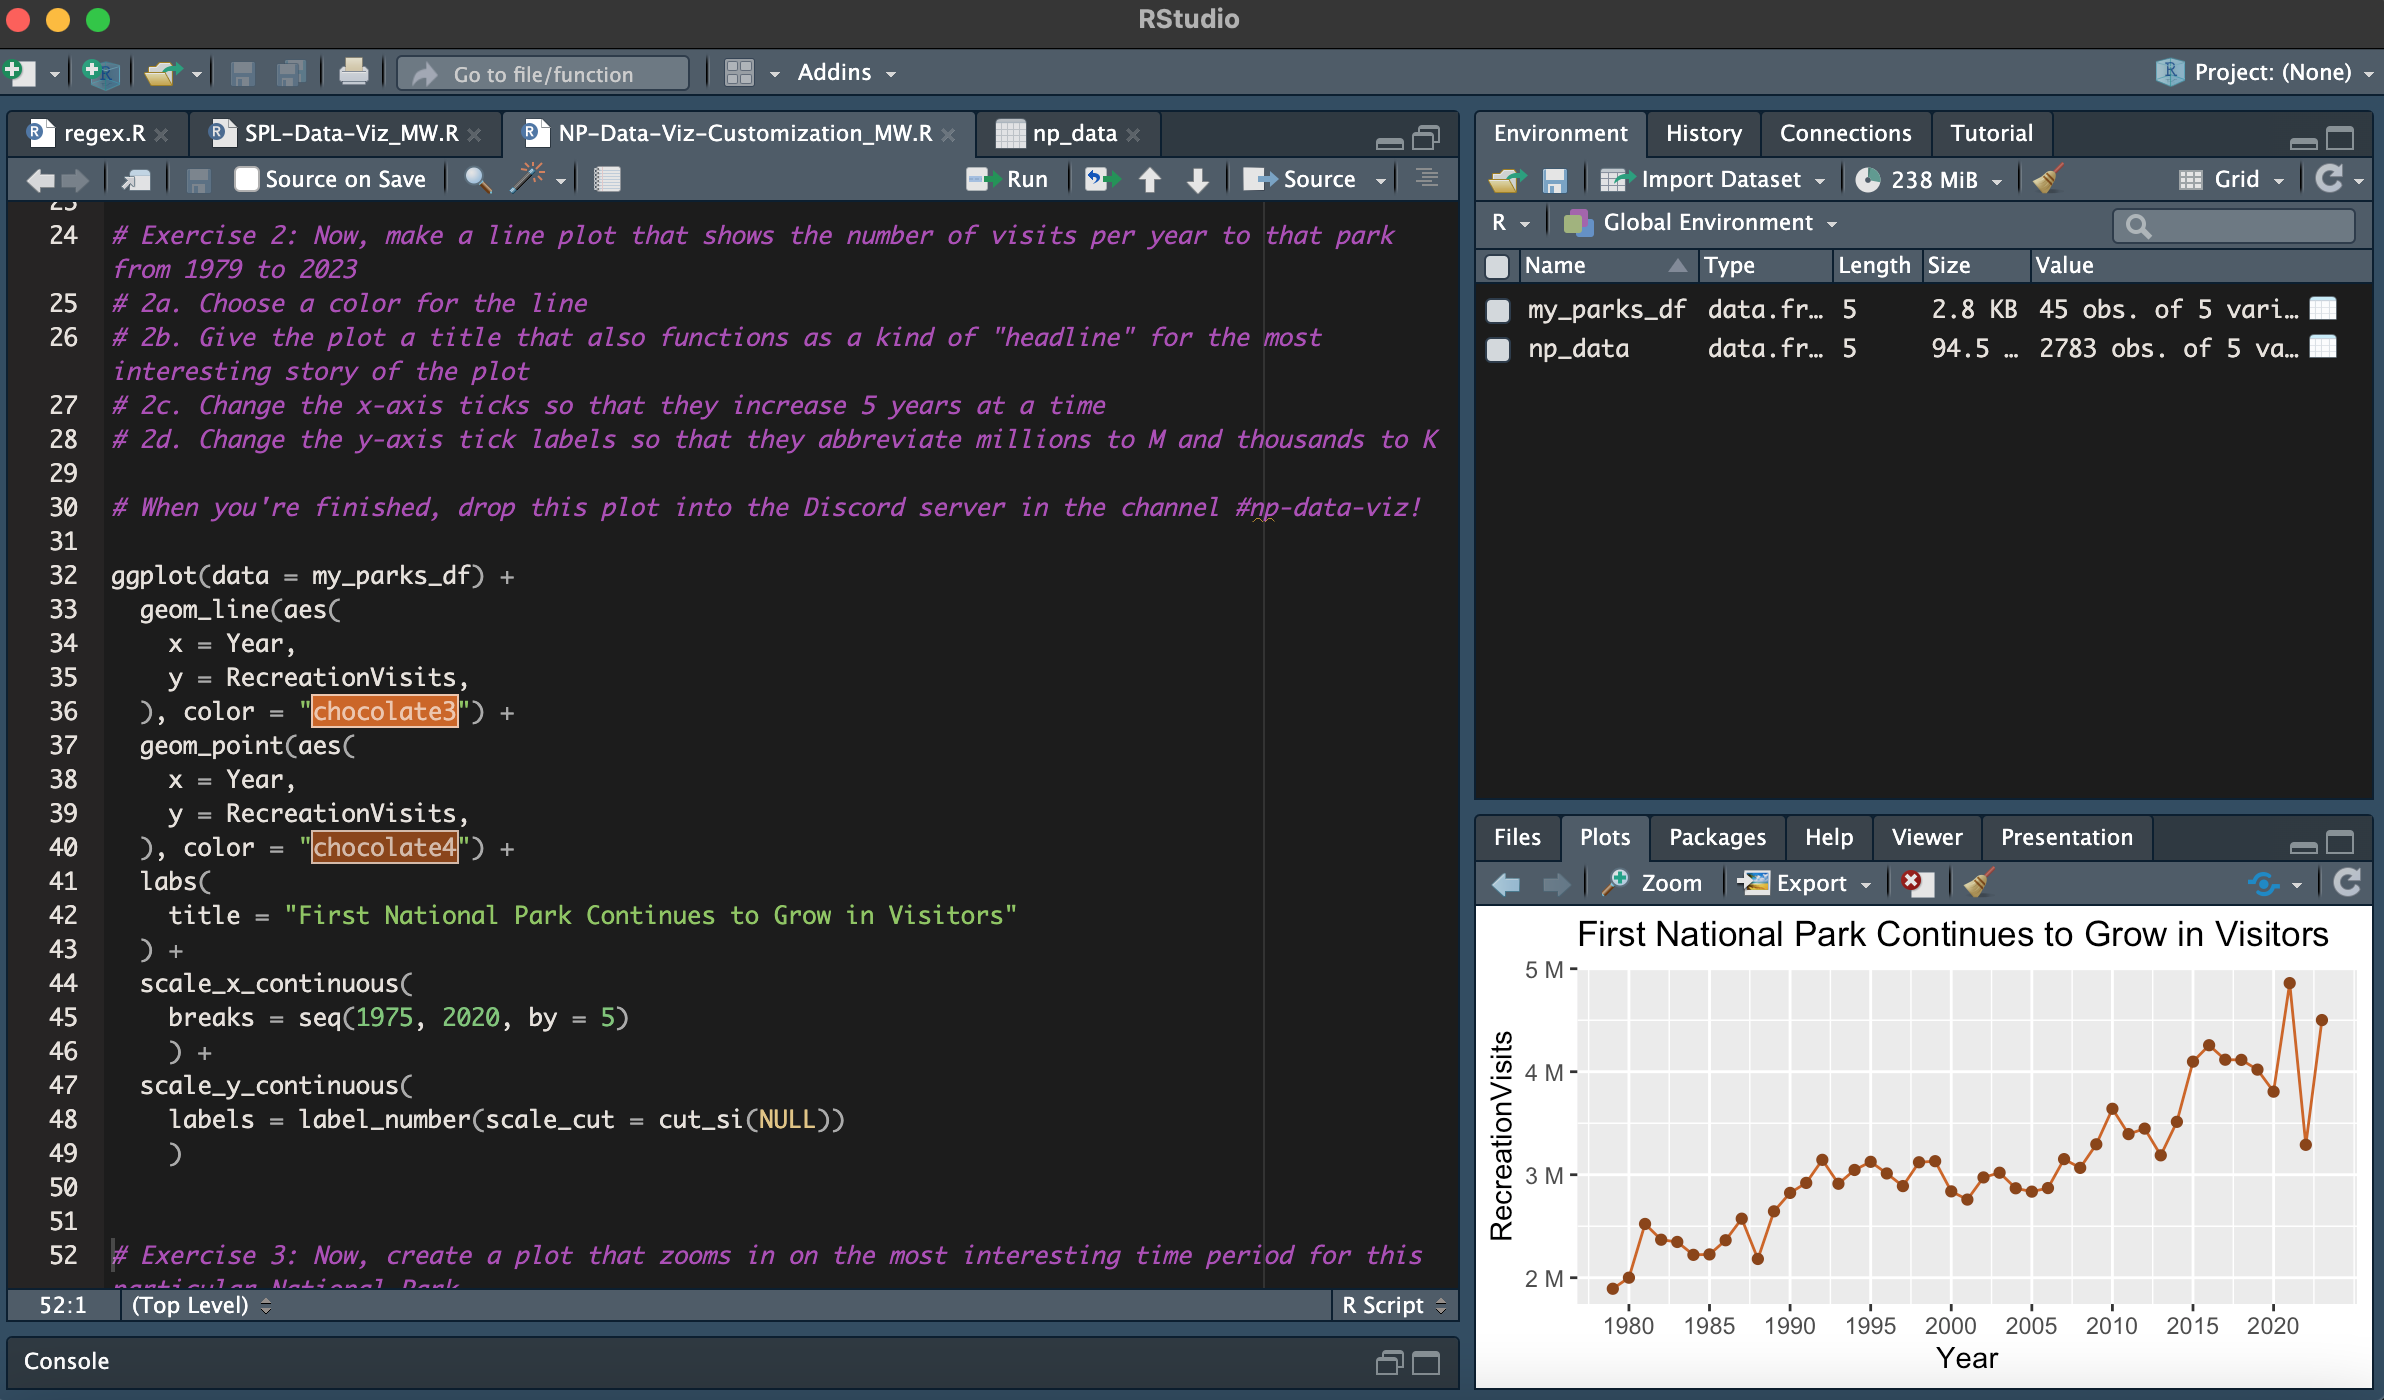 RStudio
Go to file/function
Addins
Project: (None)
regex.R
SPL-Data-Viz_MW.R
NP-Data-Viz-Customization_MW.R
np_data
Source on Save
Run
Source
24 # Exercise 2: Now, make a line plot that shows the number of visits per year to that park
from 1979 to 2023
25 # 2a. Choose a color for the line
26 # 2b. Give the plot a title that also functions as a kind of "headline" for the most
interesting story of the plot
27 # 2c. Change the x-axis ticks so that they increase 5 years at a time
28 # 2d. Change the y-axis tick labels so that they abbreviate millions to M and thousands to K
29
30 # When you're finished, drop this plot into the Discord server in the channel #np-data-viz!
31
32 ggplot(data = my_parks_df) +
33 geom_line(aes(
34 x = Year,
35 y = RecreationVisits,
36 ), color = "chocolate3") +
37 geom_point(aes(
38 x = Year,
39 y = RecreationVisits,
40 ), color = "chocolate4") +
41 labs(
42 title = "First National Park Continues to Grow in Visitors"
43 ) +
44 scale_x_continuous(
45 breaks = seq(1975, 2020, by = 5)
46 ) +
47 scale_y_continuous(
48 labels = label_number(scale_cut = cut_si(NULL))
49 )
50
51
52 # Exercise 3: Now, create a plot that zooms in on the most interesting time period for this
particular National Park
52:1
(Top Level)
R Script
Console
Environment
History
Connections
Tutorial
Import Dataset
238 MiB
Grid
R
Global Environment
Name Type Length Size Value
my_parks_df data.fr… 5 2.8 KB 45 obs. of 5 vari…
np_data data.fr… 5 94.5 … 2783 obs. of 5 va…
Files
Plots
Packages
Help
Viewer
Presentation
Zoom
Export
First National Park Continues to Grow in Visitors
5 M
4 M
3 M
2 M
RecreationVisits
1980 1985 1990 1995 2000 2005 2010 2015 2020
Year